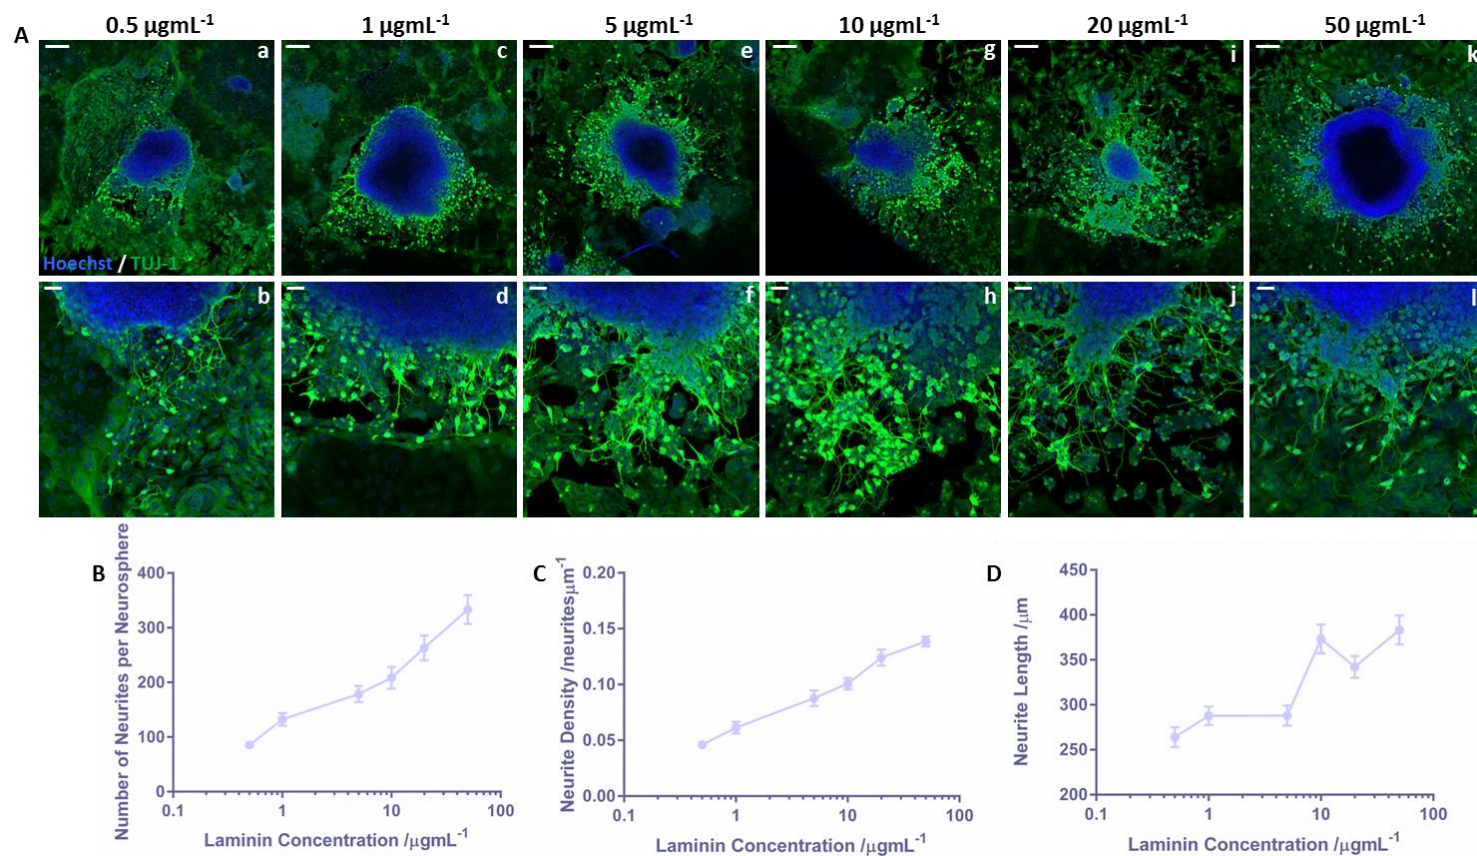 0.5 µgmL-1 1 µgmL-1 5 µgmL-1 10 µgmL-1 20 µgmL-1 50 µgmL-1
A
a c e g i k
Hoechst / TUJ-1
b d f h j l
B
Number of Neurites per Neurosphere
400
300
200
100
0
0.1 1 10 100
Laminin Concentration /µgmL-1
C
Neurite Density /neuritesµm-1
0.20
0.15
0.10
0.05
0.00
0.1 1 10 100
Laminin Concentration /µgmL-1
D
Neurite Length /µm
450
400
350
300
250
200
0.1 1 10 100
Laminin Concentration /µgmL-1